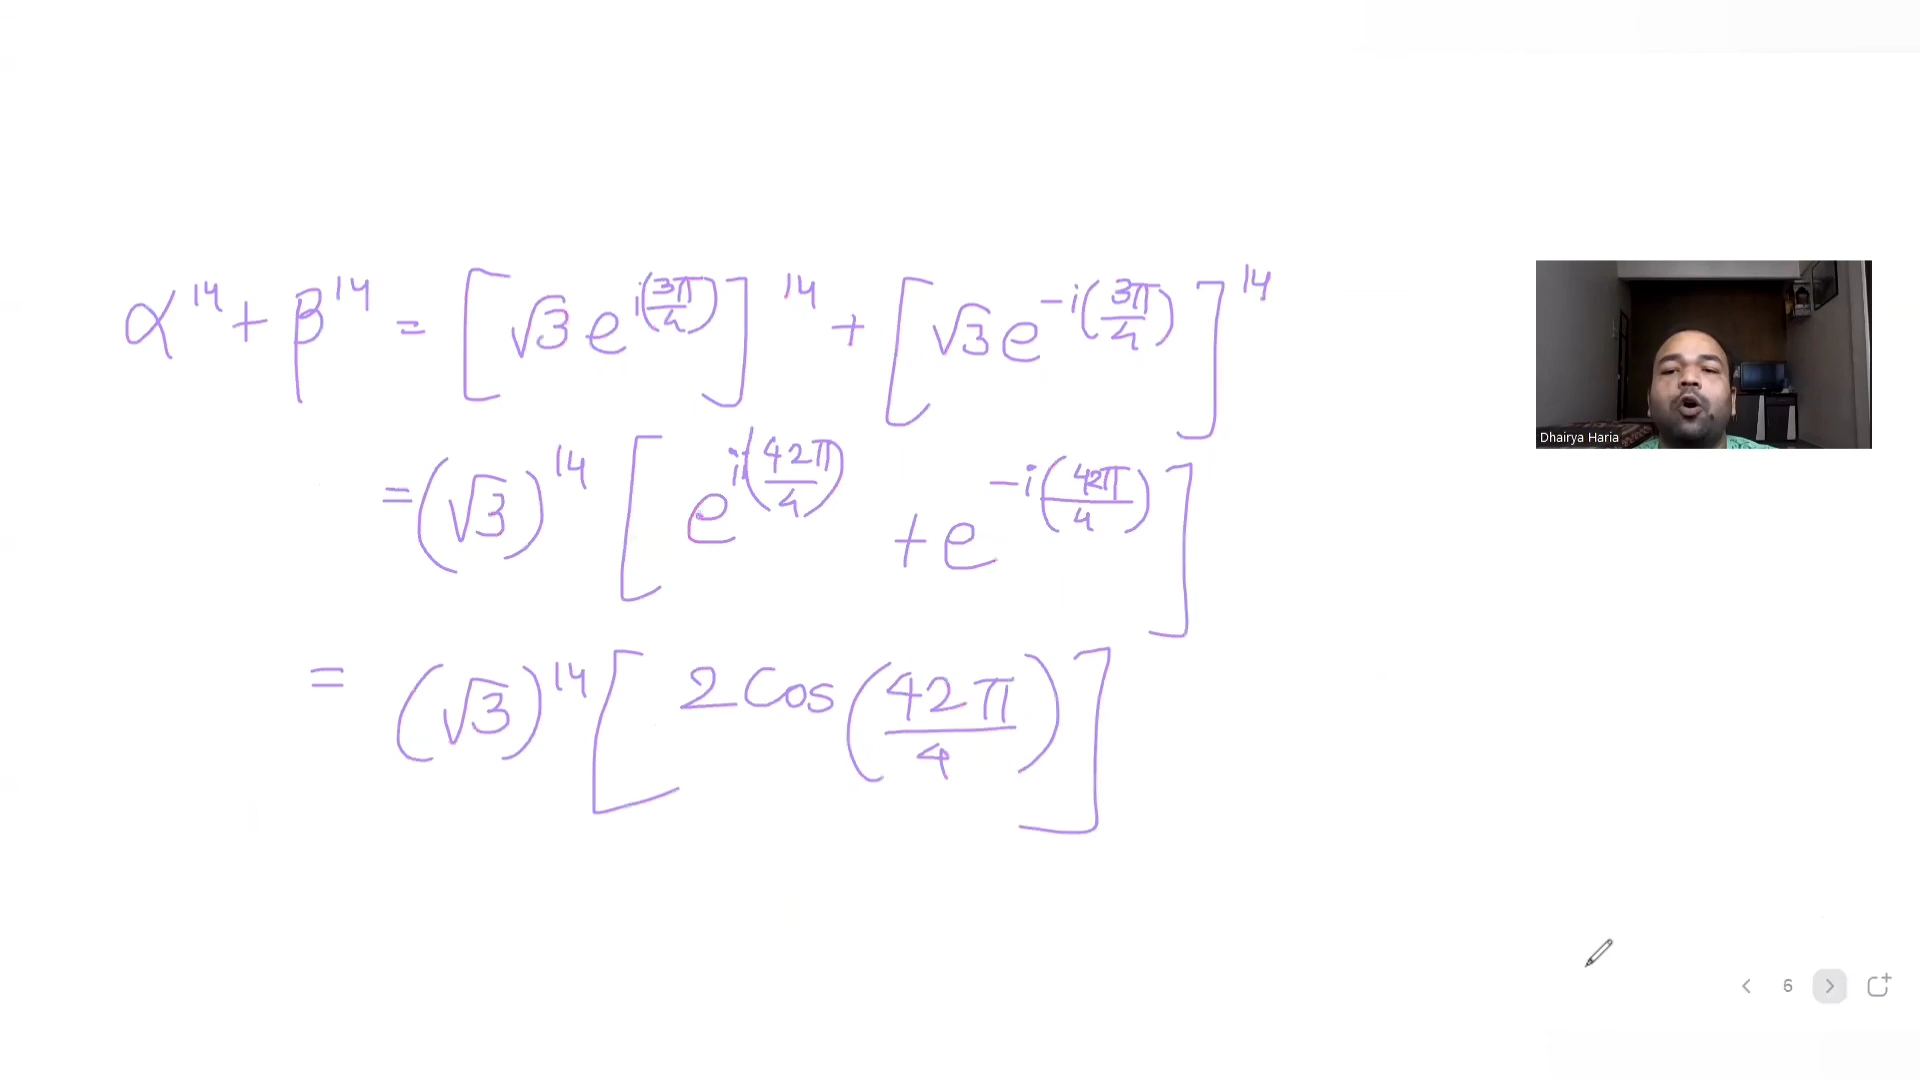 α^14 + β^14 = [√3 e^i(3π/4)]^14 + [√3 e^-i(3π/4)]^14
= (√3)^14 [e^i(42π/4) + e^-i(42π/4)]
= (√3)^14 [2 Cos (42π/4)]
Dhairya Haria
6